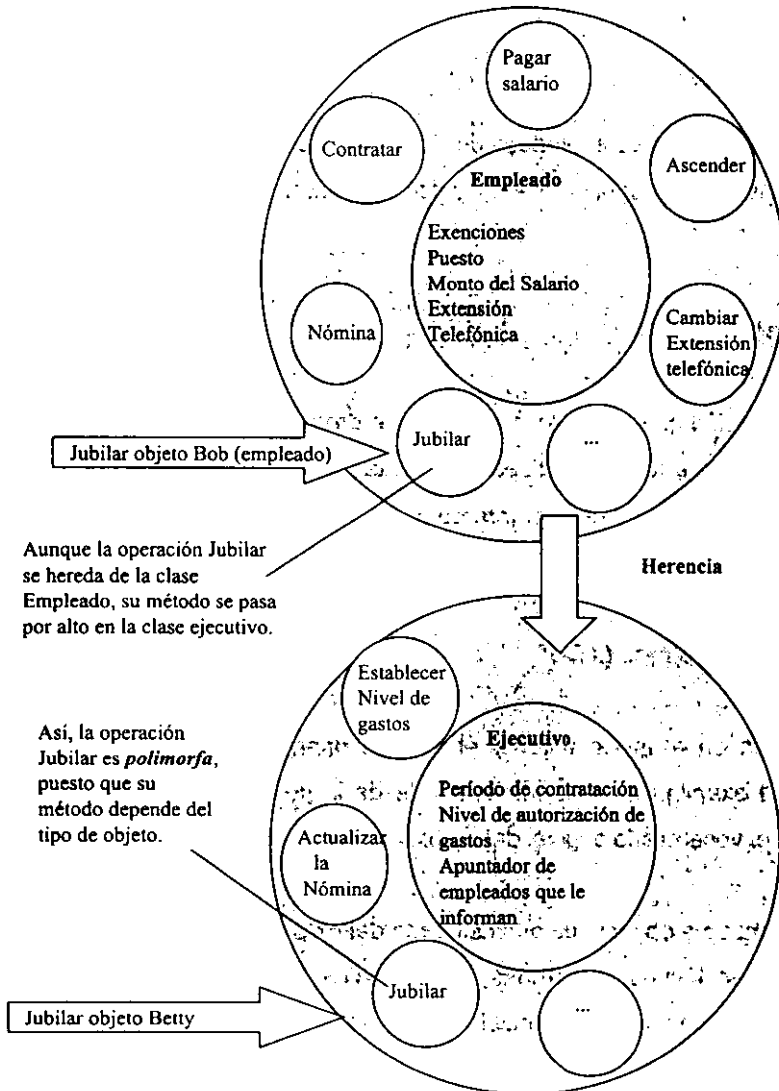 Pagar
salario
Contratar
Ascender
Empleado
Exenciones
Puesto
Monto del Salario
Extensión
Telefónica
Nómina
Cambiar
Extensión
telefónica
Jubilar
...
Jubilar objeto Bob (empleado)
Aunque la operación Jubilar
se hereda de la clase
Empleado, su método se pasa
por alto en la clase ejecutivo.
Herencia
Establecer
Nivel de
gastos
Así, la operación
Jubilar es polimorfa,
puesto que su
método depende del
tipo de objeto.
Ejecutivo
Período de contratación
Nivel de autorización de
gastos
Apuntador de
empleados que le
informan
Actualizar
la
Nómina
Jubilar
...
Jubilar objeto Betty